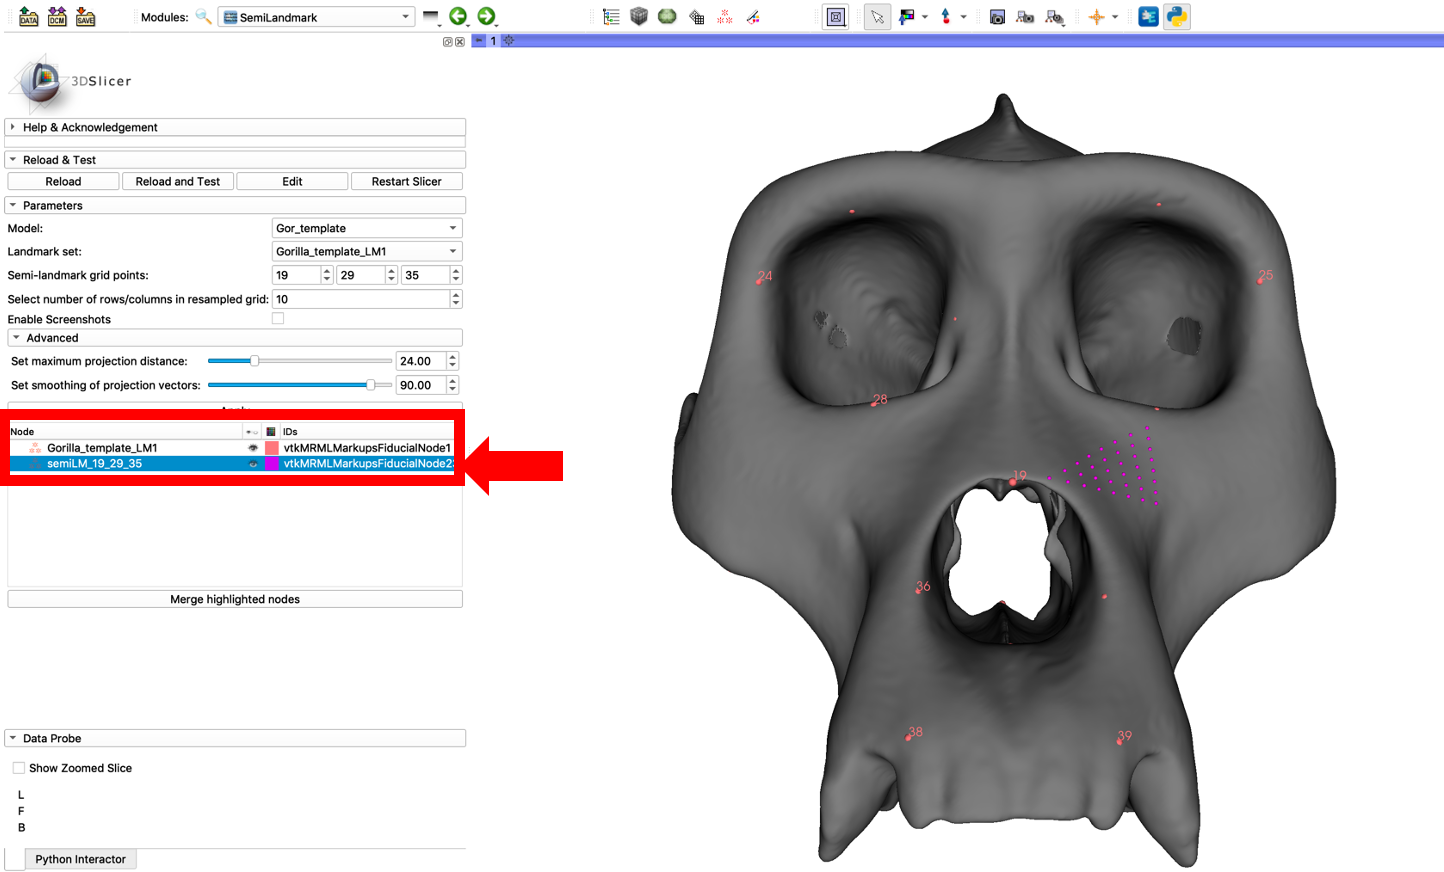 DATA DCM SAVE Modules: SemiLandmark
1
3DSlicer
Help & Acknowledgement
Reload & Test
Reload Reload and Test Edit Restart Slicer
Parameters
Model: Gor_template
Landmark set: Gorilla_template_LM1
Semi-landmark grid points: 19 29 35
Select number of rows/columns in resampled grid: 10
Enable Screenshots
Advanced
Set maximum projection distance: 24.00
Set smoothing of projection vectors: 90.00
Node IDs
Gorilla_template_LM1 vtkMRMLMarkupsFiducialNode1
semiLM_19_29_35 vtkMRMLMarkupsFiducialNode2
Merge highlighted nodes
Data Probe
Show Zoomed Slice
L
F
B
Python Interactor
24
25
28
19
36
38
39